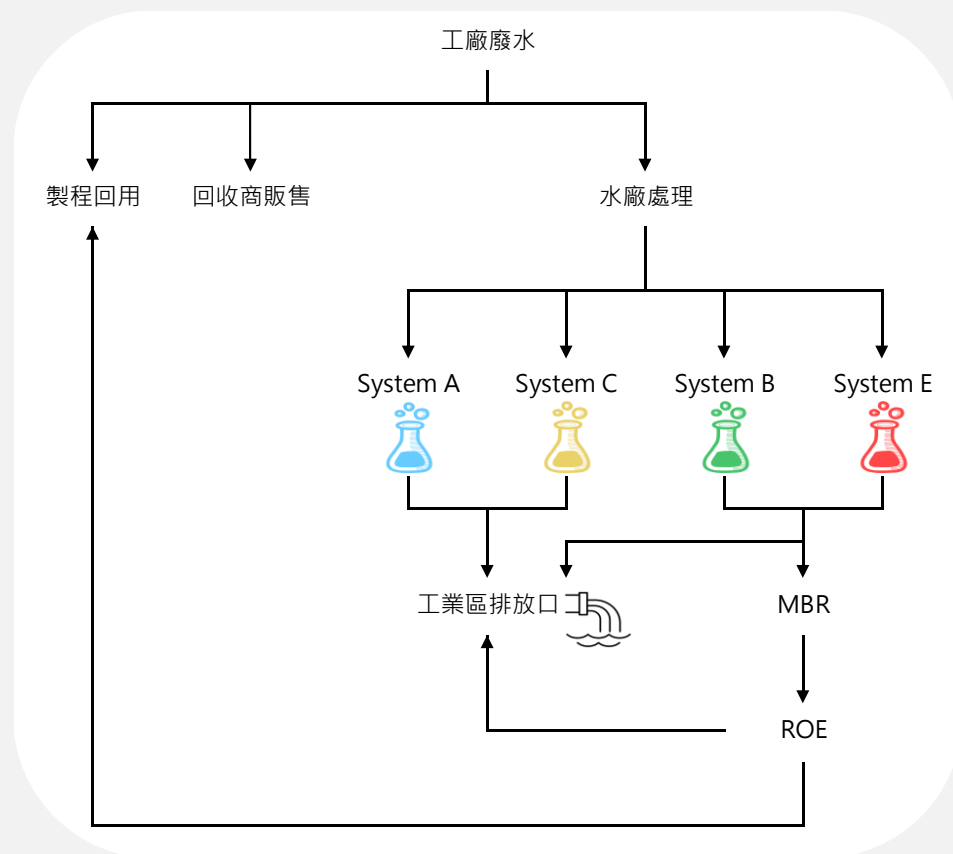 工廠廢水
製程回用
回收商販售
水廠處理
System A
System C
System B
System E
工業區排放口
MBR
ROE